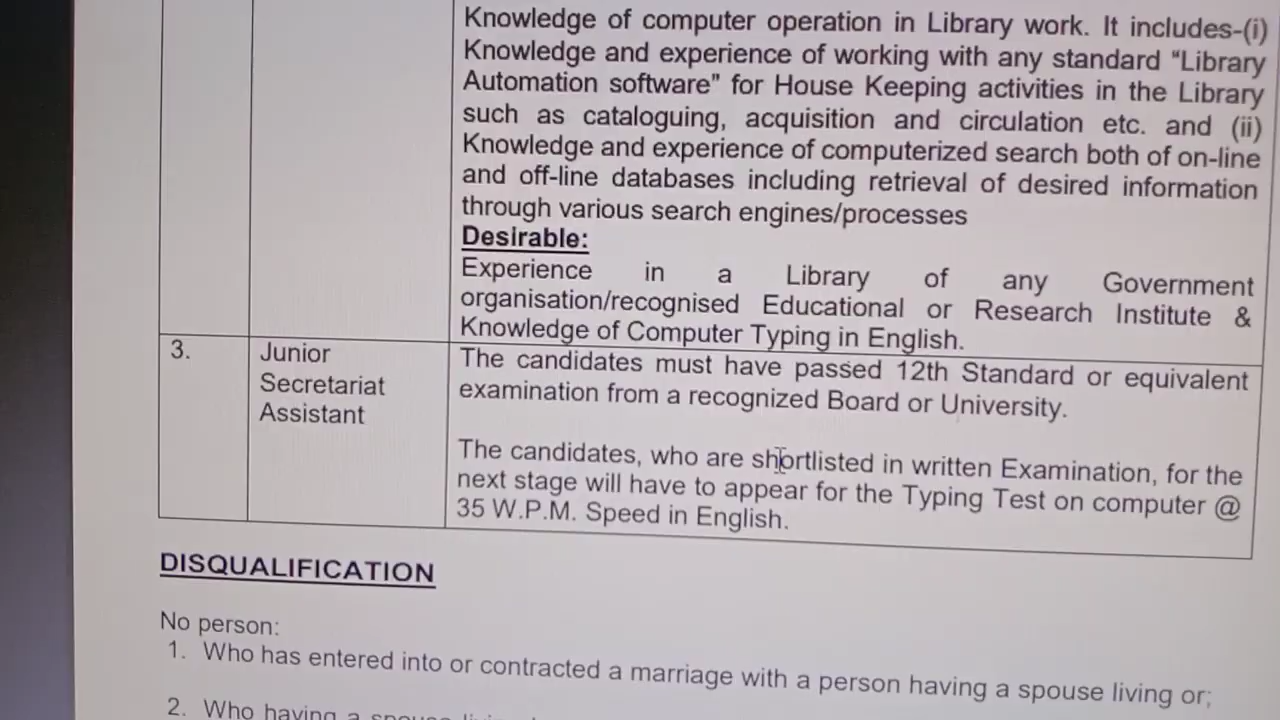 Knowledge of computer operation in Library work. It includes-(i)
Knowledge and experience of working with any standard “Library
Automation software” for House Keeping activities in the Library
such as cataloguing, acquisition and circulation etc. and (ii)
Knowledge and experience of computerized search both of on-line
and off-line databases including retrieval of desired information
through various search engines/processes
Desirable:
Experience in a Library of any Government
organisation/recognised Educational or Research Institute &
Knowledge of Computer Typing in English.
3.
Junior
Secretariat
Assistant
The candidates must have passed 12th Standard or equivalent
examination from a recognized Board or University.
The candidates, who are shortlisted in written Examination, for the
next stage will have to appear for the Typing Test on computer @
35 W.P.M. Speed in English.
DISQUALIFICATION
No person:
1. Who has entered into or contracted a marriage with a person having a spouse living or;
2. Who having a spouse